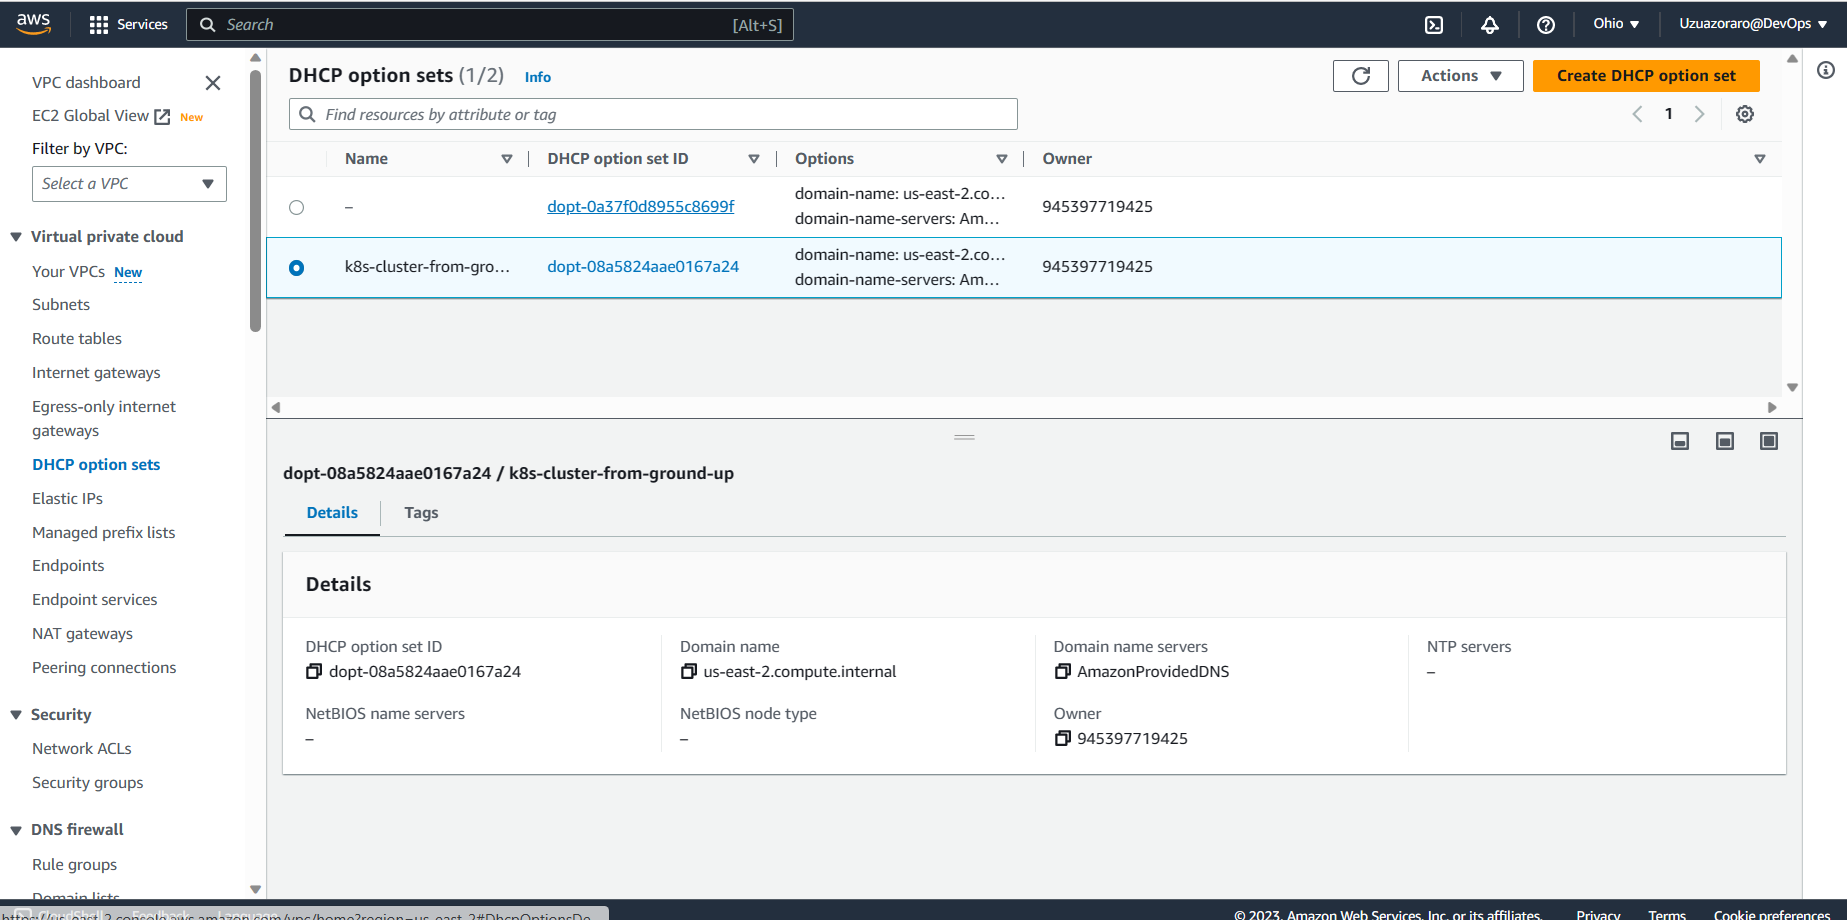 aws
Services
Search
[Alt+S]
Ohio
Uzuazoraro@DevOps
VPC dashboard
EC2 Global View
New
Filter by VPC:
Select a VPC
Virtual private cloud
Your VPCs New
Subnets
Route tables
Internet gateways
Egress-only internet
gateways
DHCP option sets
Elastic IPs
Managed prefix lists
Endpoints
Endpoint services
NAT gateways
Peering connections
Security
Network ACLs
Security groups
DNS firewall
Rule groups
Domain lists
DHCP option sets (1/2) Info
Actions
Create DHCP option set
Find resources by attribute or tag
1
Name
DHCP option set ID
Options
Owner
–
dopt-0a37f0d8955c8699f
domain-name: us-east-2.co...
domain-name-servers: Am...
945397719425
k8s-cluster-from-gro...
dopt-08a5824aae0167a24
domain-name: us-east-2.co...
domain-name-servers: Am...
945397719425
dopt-08a5824aae0167a24 / k8s-cluster-from-ground-up
Details
Tags
Details
DHCP option set ID
dopt-08a5824aae0167a24
Domain name
us-east-2.compute.internal
Domain name servers
AmazonProvidedDNS
NTP servers
–
NetBIOS name servers
–
NetBIOS node type
–
Owner
945397719425
https://us-east-2.console.aws.amazon.com/vpc/home?region=us-east-2#DhcpOptionsDe...
CloudShell
Feedback
Language
© 2023, Amazon Web Services, Inc. or its affiliates.
Privacy
Terms
Cookie preferences